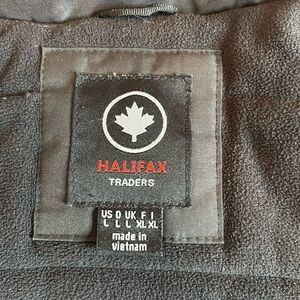 HALIFAX
TRADERS
US D UK F I
L L L XL XL
made in
vietnam